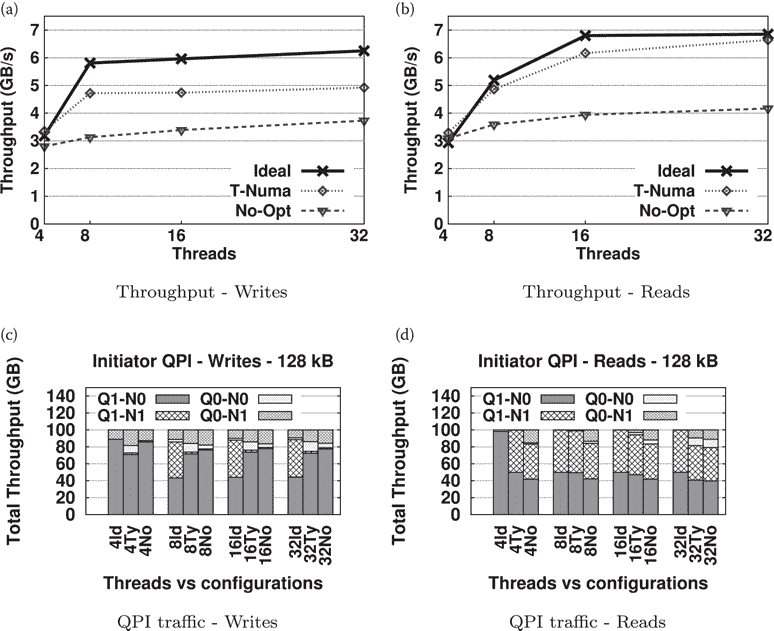 (a)
Throughput (GB/s)
7
6
5
4
3
2
1
0
Ideal
T-Numa
No-Opt
4 8 16 32
Threads
Throughput - Writes
(b)
Throughput (GB/s)
7
6
5
4
3
2
1
0
Ideal
T-Numa
No-Opt
4 8 16 32
Threads
Throughput - Reads
(c)
Initiator QPI - Writes - 128 kB
Total Throughput (GB)
140
120
100
80
60
40
20
0
Q1-N0 Q0-N0
Q1-N1 Q0-N1
4Id 4Ty 4No 8Id 8Ty 8No 16Id 16Ty 16No 32Id 32Ty 32No
Threads vs configurations
QPI traffic - Writes
(d)
Initiator QPI - Reads - 128 kB
Total Throughput (GB)
140
120
100
80
60
40
20
0
Q1-N0 Q0-N0
Q1-N1 Q0-N1
4Id 4Ty 4No 8Id 8Ty 8No 16Id 16Ty 16No 32Id 32Ty 32No
Threads vs configurations
QPI traffic - Reads